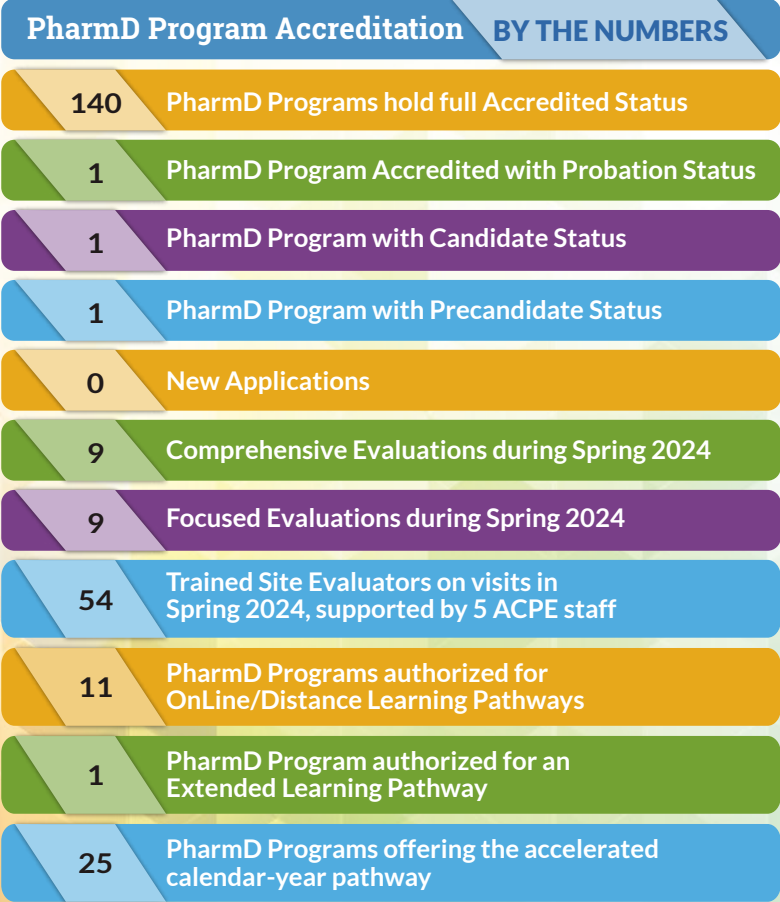 PharmD Program Accreditation BY THE NUMBERS
140 PharmD Programs hold full Accredited Status
1 PharmD Program Accredited with Probation Status
1 PharmD Program with Candidate Status
1 PharmD Program with Precandidate Status
0 New Applications
9 Comprehensive Evaluations during Spring 2024
9 Focused Evaluations during Spring 2024
54 Trained Site Evaluators on visits in
Spring 2024, supported by 5 ACPE staff
11 PharmD Programs authorized for
OnLine/Distance Learning Pathways
1 PharmD Program authorized for an
Extended Learning Pathway
25 PharmD Programs offering the accelerated
calendar-year pathway